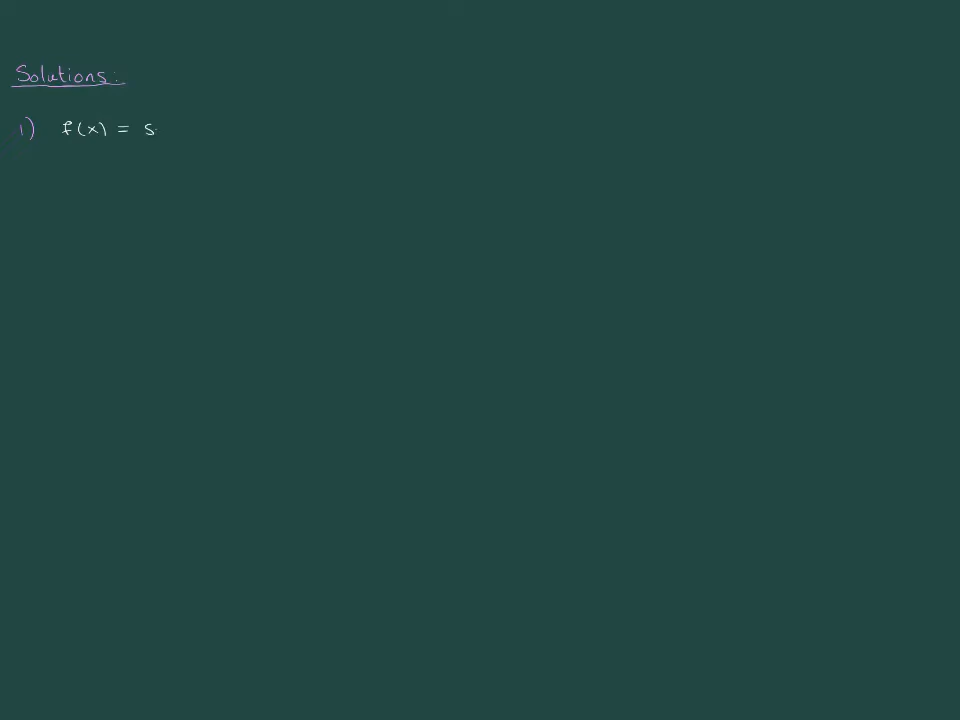 Solutions:
1) f(x) = s